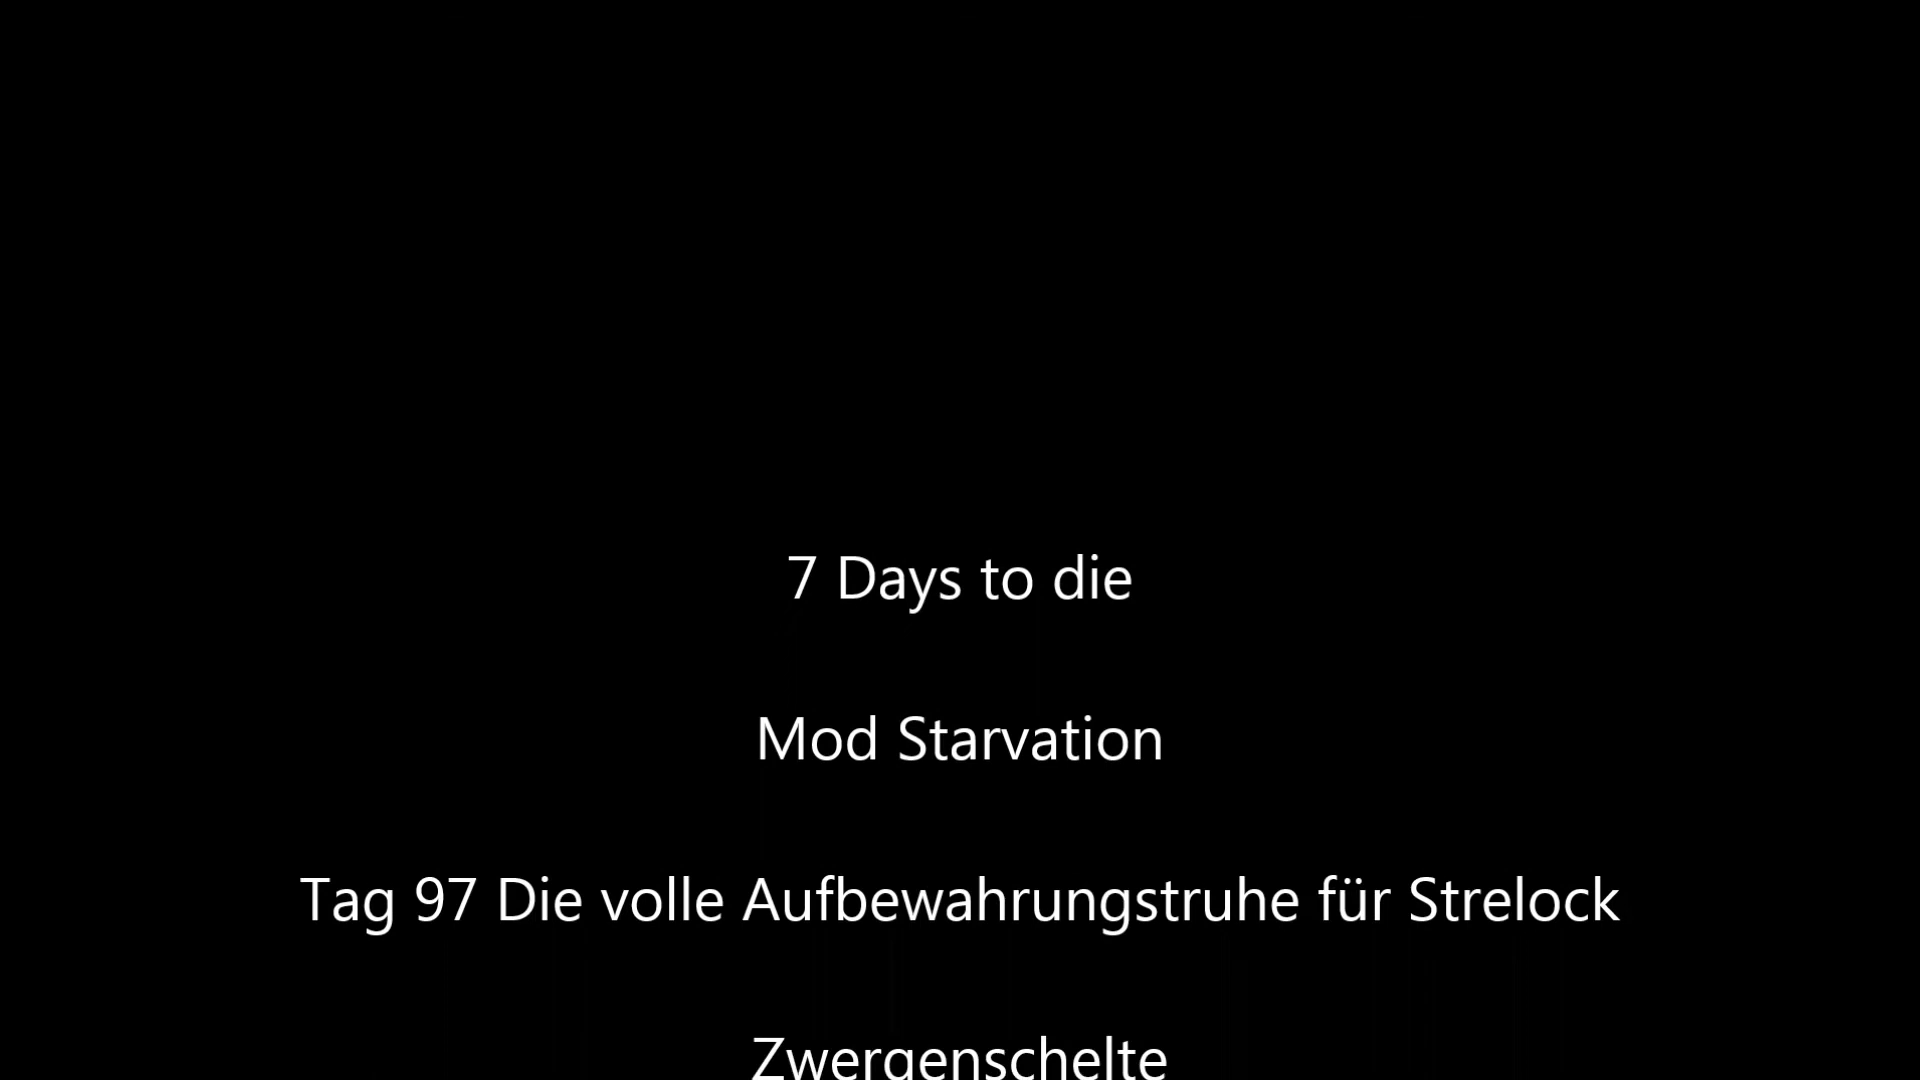 7 Days to die
Mod Starvation
Tag 97 Die volle Aufbewahrungstruhe für Strelock
Zwergenschelte